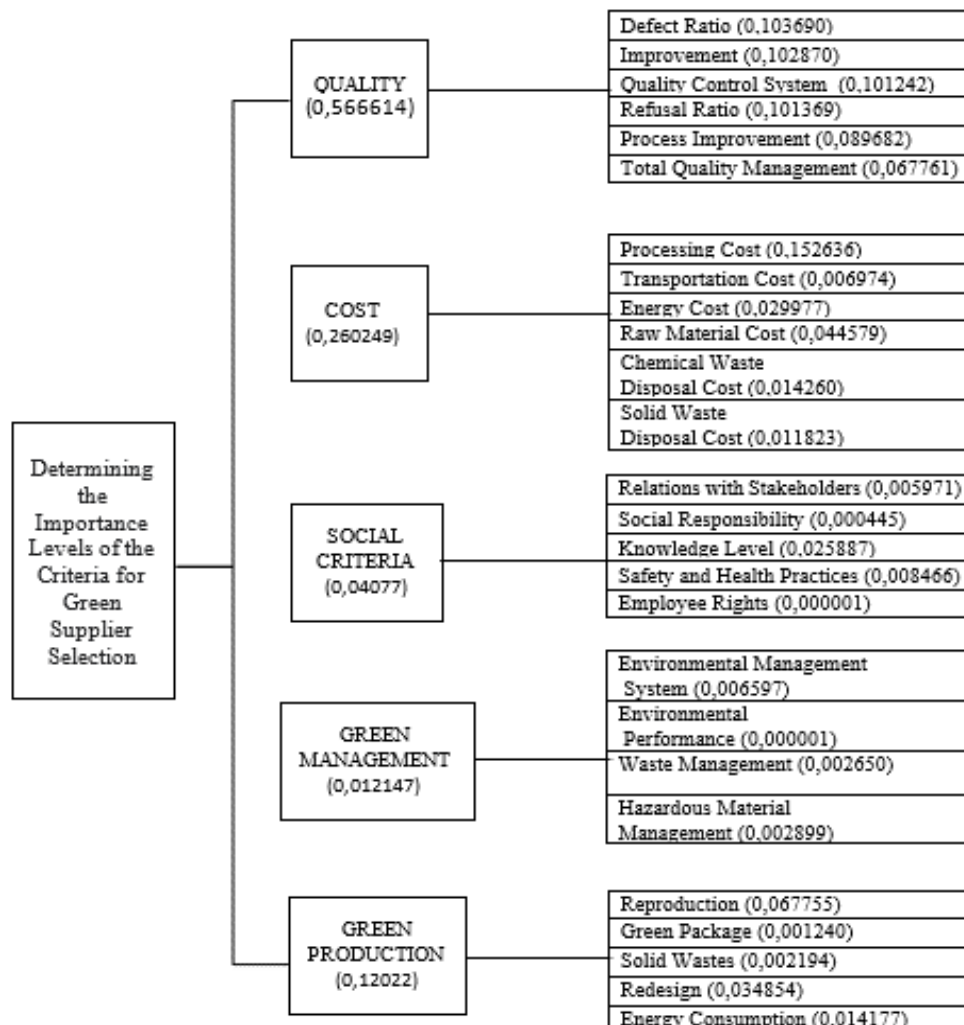 Determining
the
Importance
Levels of the
Criteria for
Green
Supplier
Selection
QUALITY
(0,566614)
Defect Ratio (0,103690)
Improvement (0,102870)
Quality Control System (0,101242)
Refusal Ratio (0,101369)
Process Improvement (0,089682)
Total Quality Management (0,067761)
COST
(0,260249)
Processing Cost (0,152636)
Transportation Cost (0,006974)
Energy Cost (0,029977)
Raw Material Cost (0,044579)
Chemical Waste
Disposal Cost (0,014260)
Solid Waste
Disposal Cost (0,011823)
SOCIAL
CRITERIA
(0,04077)
Relations with Stakeholders (0,005971)
Social Responsibility (0,000445)
Knowledge Level (0,025887)
Safety and Health Practices (0,008466)
Employee Rights (0,000001)
GREEN
MANAGEMENT
(0,012147)
Environmental Management
System (0,006597)
Environmental
Performance (0,000001)
Waste Management (0,002650)
Hazardous Material
Management (0,002899)
GREEN
PRODUCTION
(0,12022)
Reproduction (0,067755)
Green Package (0,001240)
Solid Wastes (0,002194)
Redesign (0,034854)
Energy Consumption (0,014177)